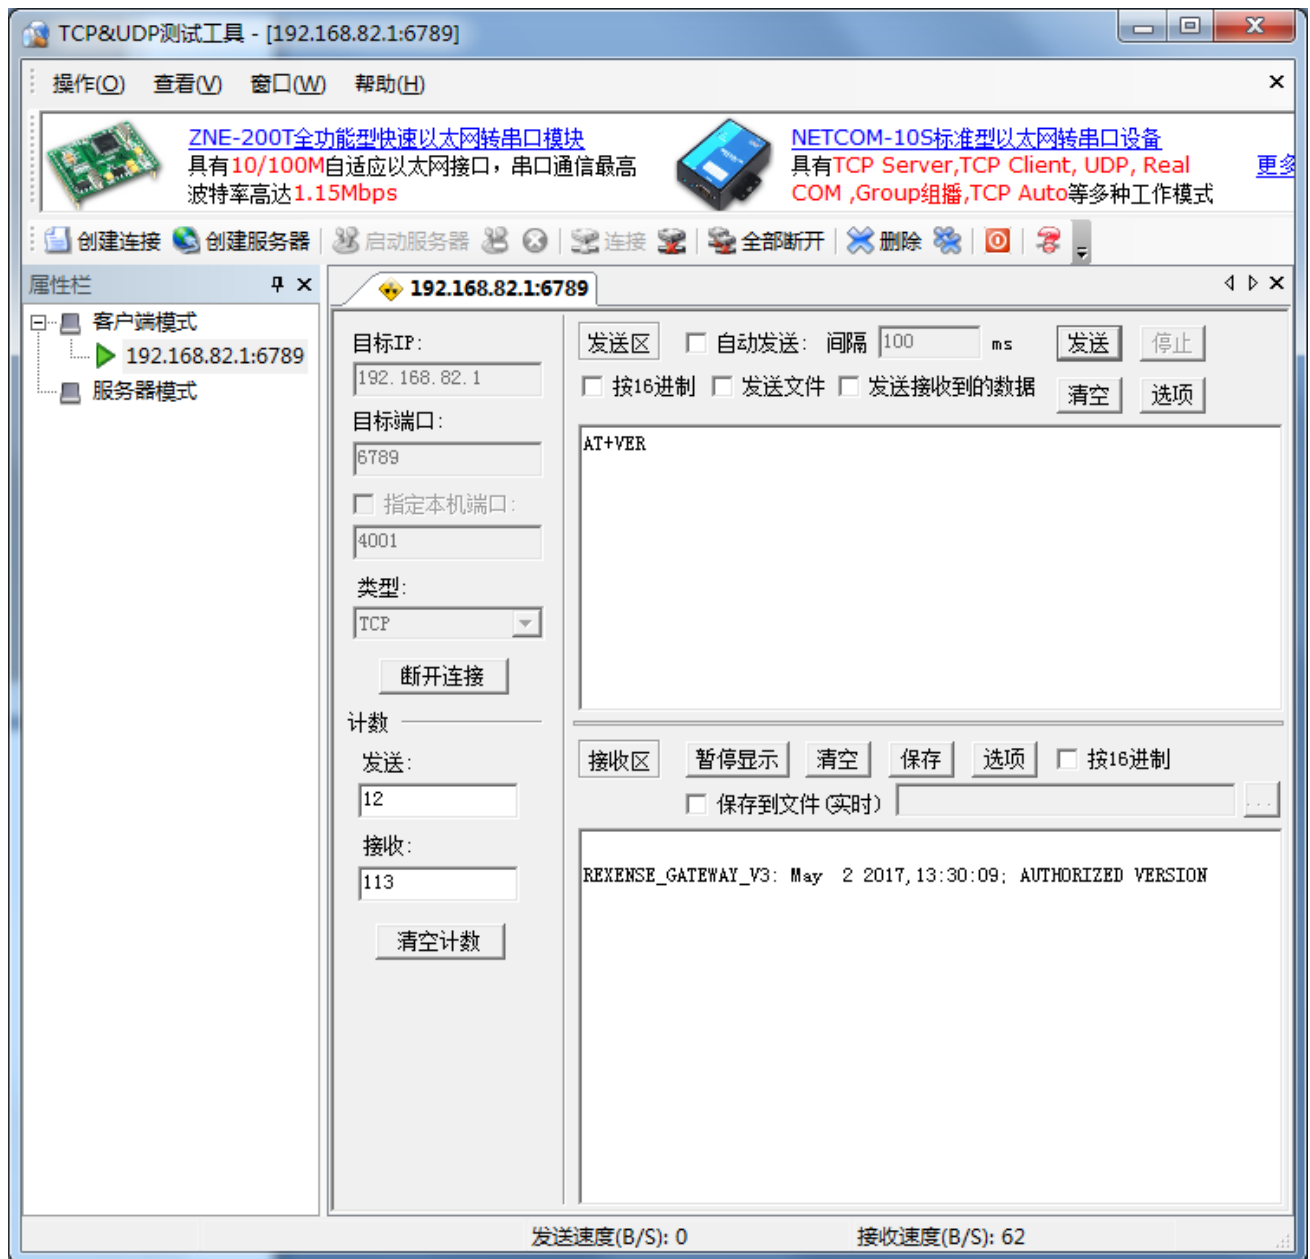 TCP&UDP测试工具 - [192.168.82.1:6789]
操作(O) 查看(V) 窗口(W) 帮助(H)
ZNE-200T全功能型快速以太网转串口模块
具有10/100M自适应以太网接口，串口通信最高
波特率高达1.15Mbps
NETCOM-10S标准型以太网转串口设备
具有TCP Server,TCP Client, UDP, Real
COM ,Group组播,TCP Auto等多种工作模式
更多
创建连接 创建服务器 启动服务器 连接 全部断开 删除
属性栏
客户端模式
192.168.82.1:6789
服务器模式
192.168.82.1:6789
目标IP:
192.168.82.1
目标端口:
6789
指定本机端口:
4001
类型:
TCP
断开连接
计数
发送:
12
接收:
113
清空计数
发送区 自动发送: 间隔 100 ms 发送 停止
按16进制 发送文件 发送接收到的数据 清空 选项
AT+VER
接收区 暂停显示 清空 保存 选项 按16进制
保存到文件(实时) ...
REXENSE_GATEWAY_V3: May  2 2017,13:30:09; AUTHORIZED VERSION
发送速度(B/S): 0 接收速度(B/S): 62